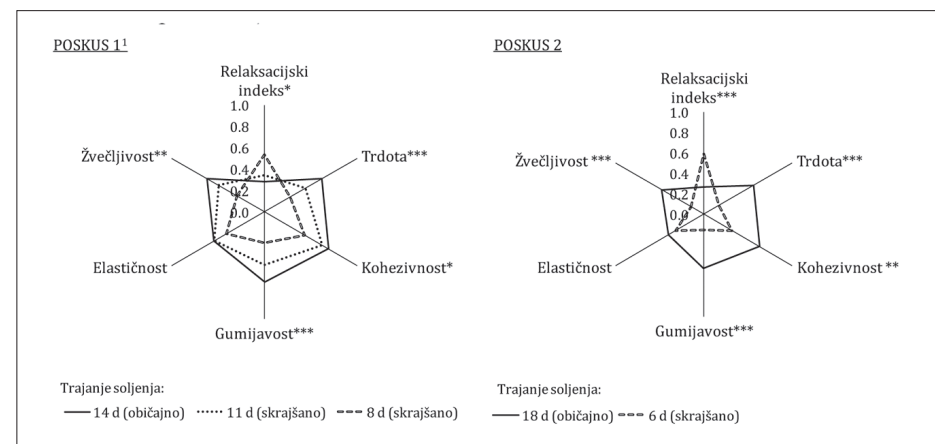 POSKUS 1¹
Relaksacijski
indeks*
1.0
0.8
0.6
0.4
0.2
0.0
Trdota***
Kohezivnost*
Gumijavost***
Elastičnost
Žvečljivost**
Trajanje soljenja:
14 d (običajno) 11 d (skrajšano) 8 d (skrajšano)
POSKUS 2
Relaksacijski
indeks***
1.0
0.8
0.6
0.4
0.2
0.0
Trdota***
Kohezivnost **
Gumijavost***
Elastičnost
Žvečljivost ***
Trajanje soljenja:
18 d (običajno) 6 d (skrajšano)